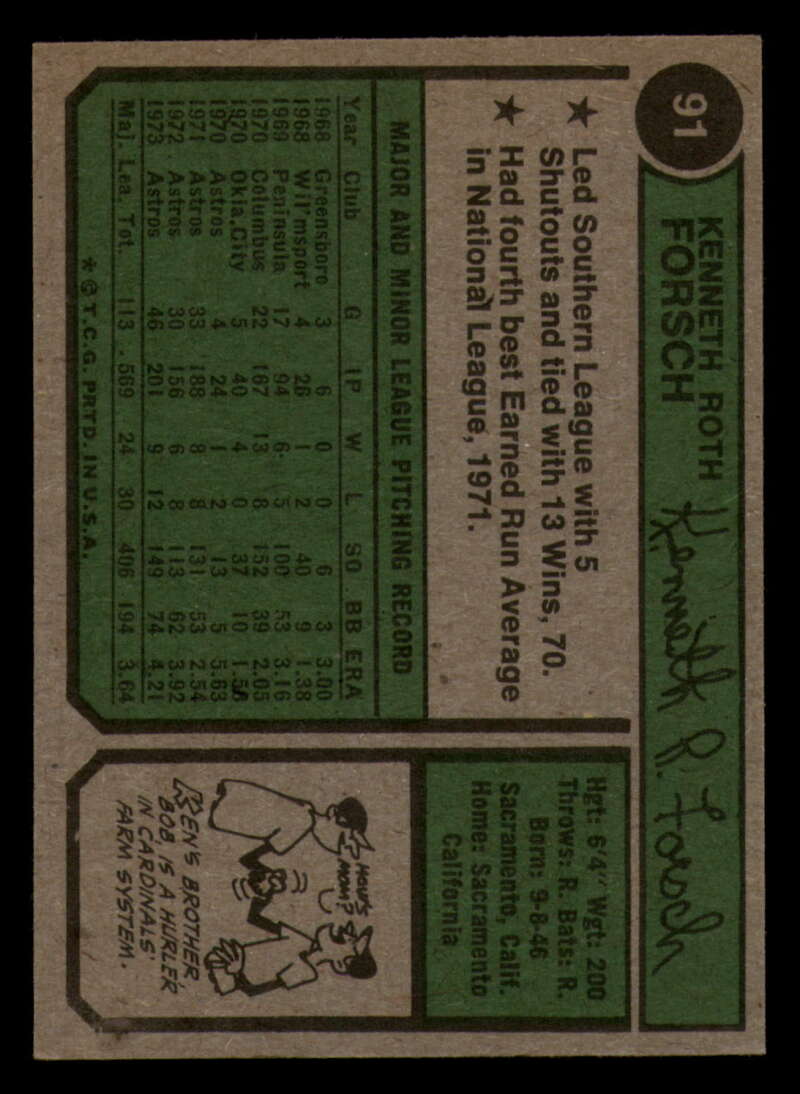 91
KENNETH ROTH
FORSCH
Kenneth R. Forsch
★ Led Southern League with 5
Shutouts and tied with 13 Wins, 70.
★ Had fourth best Earned Run Average
in National League, 1971.
Hgt: 6'4" Wgt: 200
Throws: R. Bats: R.
Born: 9-8-46
Sacramento, Calif.
Home: Sacramento
California
MAJOR AND MINOR LEAGUE PITCHING RECORD
Year Club G IP W L SO BB ERA
1968 Greensboro 3 6 0 0 6 3 3.00
1968 Wil'msport 4 26 1 2 40 9 1.38
1969 Peninsula 17 94 6 5 100 53 3.16
1970 Columbus 22 167 13 8 152 39 2.05
1970 Okla.City 5 40 4 0 37 10 1.58
1970 Astros 4 24 1 2 13 5 5.63
1971 Astros 33 188 8 8 131 53 2.54
1972 Astros 30 156 6 8 113 62 3.92
1973 Astros 46 201 9 12 149 74 4.21
Maj. Lea. Tot. 113 569 24 30 406 194 3.64
* © T.C.G. PRTD. IN U.S.A.
HOW'S
MOM?
KEN'S BROTHER,
BOB, IS A HURLER
IN CARDINALS'
FARM SYSTEM.